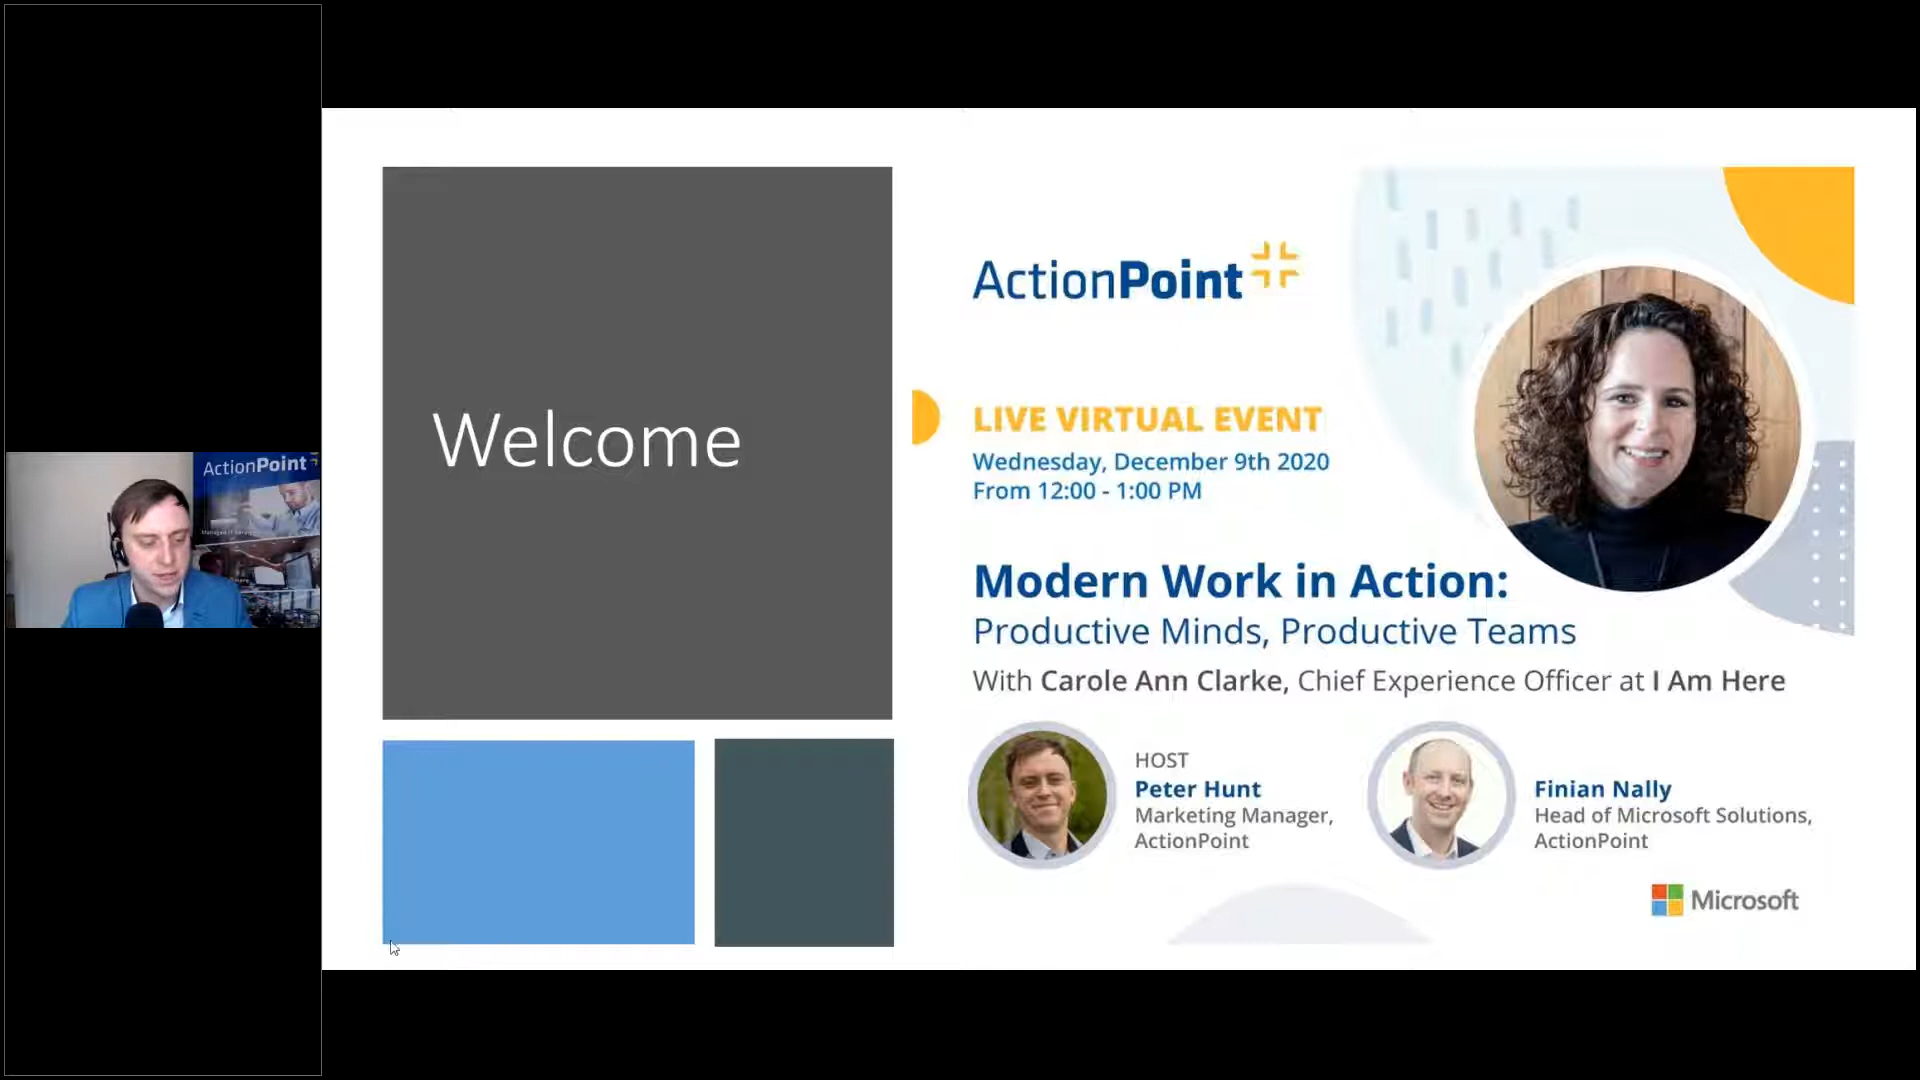 ActionPoint
Welcome
ActionPoint
LIVE VIRTUAL EVENT
Wednesday, December 9th 2020
From 12:00 - 1:00 PM
Modern Work in Action:
Productive Minds, Productive Teams
With Carole Ann Clarke, Chief Experience Officer at I Am Here
HOST
Peter Hunt
Marketing Manager,
ActionPoint
Finian Nally
Head of Microsoft Solutions,
ActionPoint
Microsoft